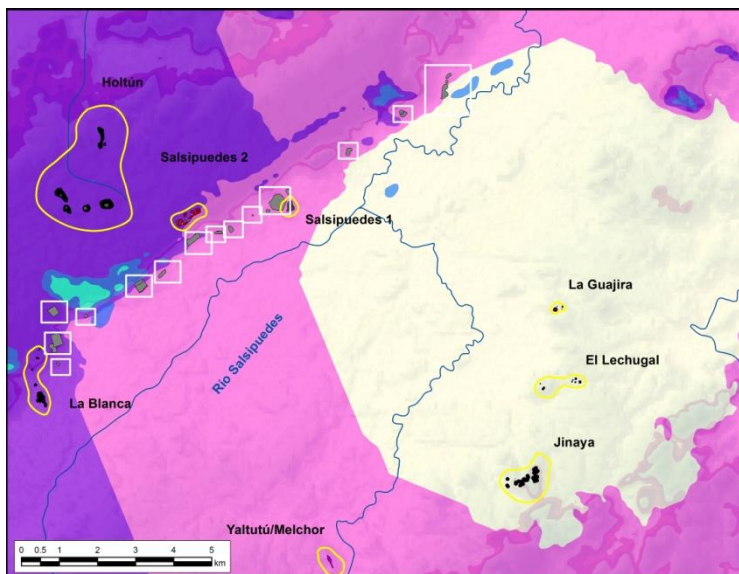 Holtún
Salsipuedes 2
Salsipuedes 1
La Guajira
El Lechugal
Río Salsipuedes
La Blanca
Jinaya
Yaltutú/Melchor
0 0.5 1 2 3 4 5
km